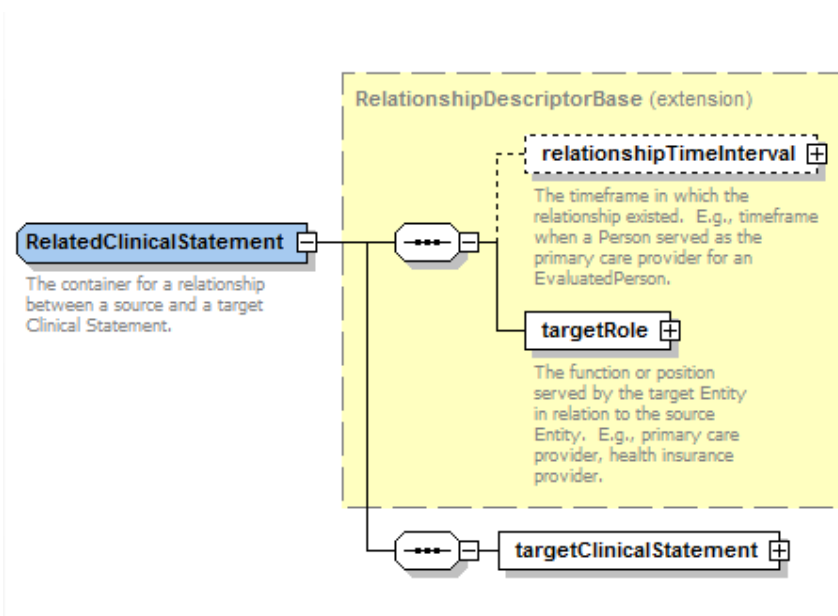 RelationshipDescriptorBase (extension)
relationshipTimeInterval
The timeframe in which the
relationship existed.  E.g., timeframe
when a Person served as the
primary care provider for an
EvaluatedPerson.
RelatedClinicalStatement
The container for a relationship
between a source and a target
Clinical Statement.
targetRole
The function or position
served by the target Entity
in relation to the source
Entity.  E.g., primary care
provider, health insurance
provider.
targetClinicalStatement